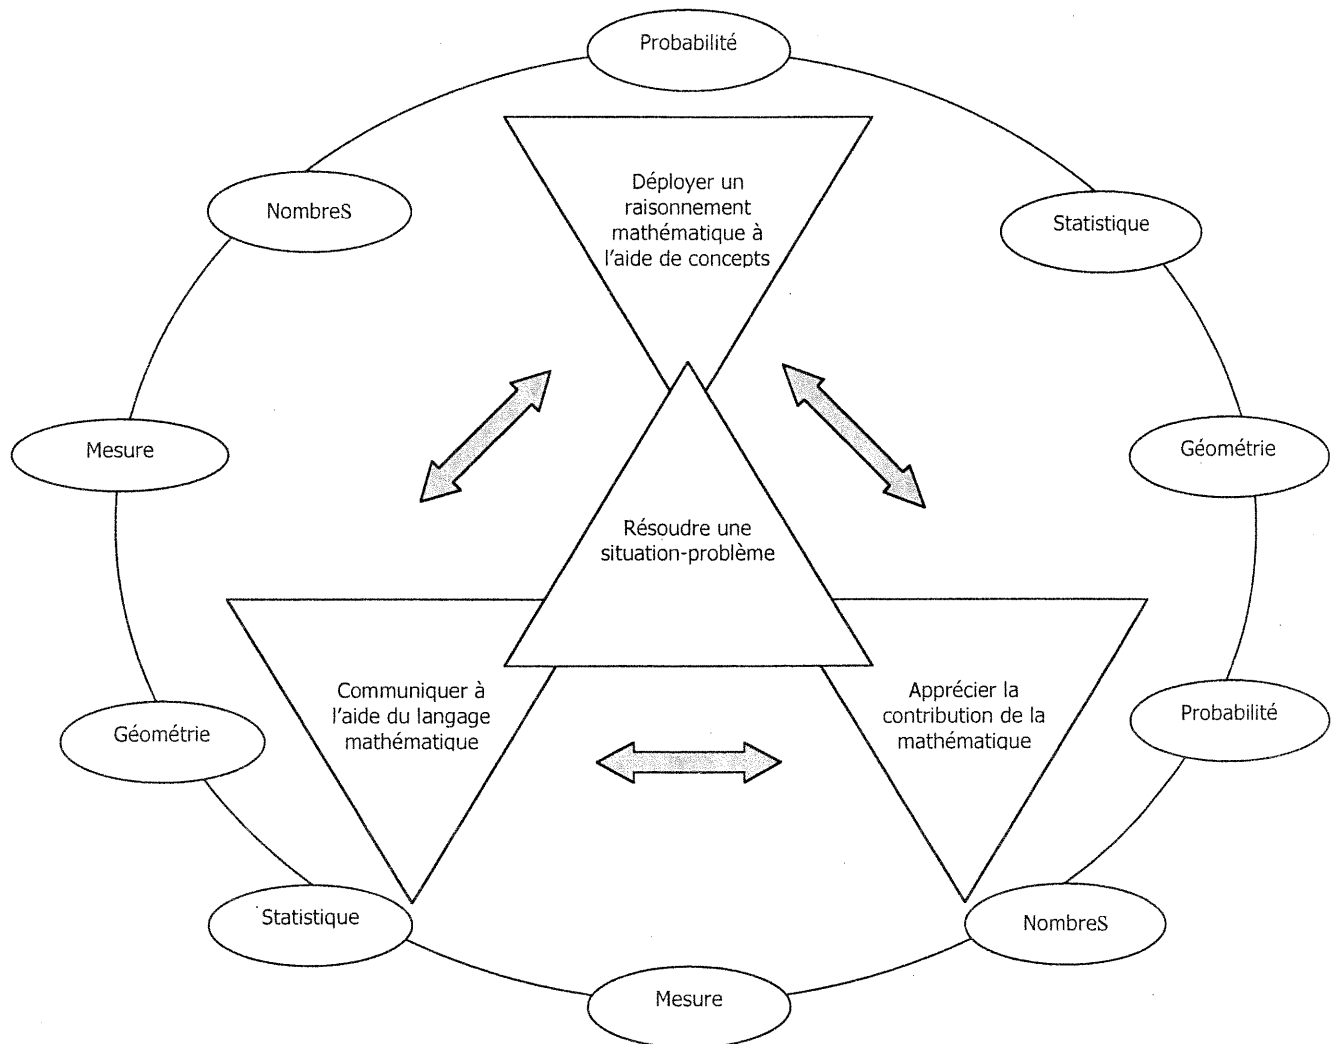 Probabilité
NombreS
Statistique
Déployer un
raisonnement
mathématique à
l'aide de concepts
Mesure
Géométrie
Résoudre une
situation-problème
Géométrie
Communiquer à
l'aide du langage
mathématique
Apprécier la
contribution de la
mathématique
Probabilité
Statistique
NombreS
Mesure